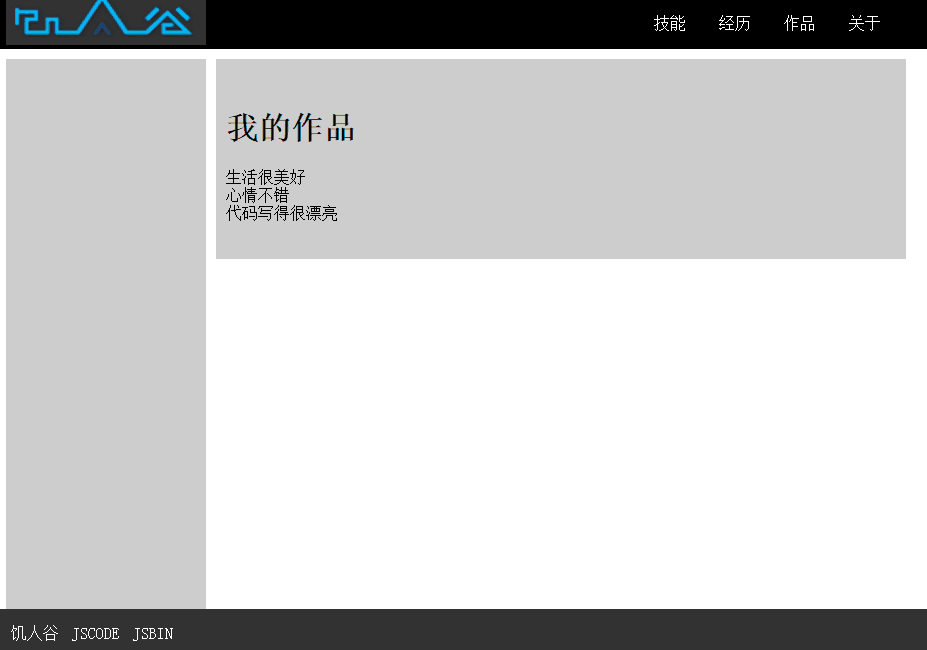 饥人谷
技能 经历 作品 关于
我的作品
生活很美好
心情不错
代码写得很漂亮
饥人谷 JSCODE JSBIN